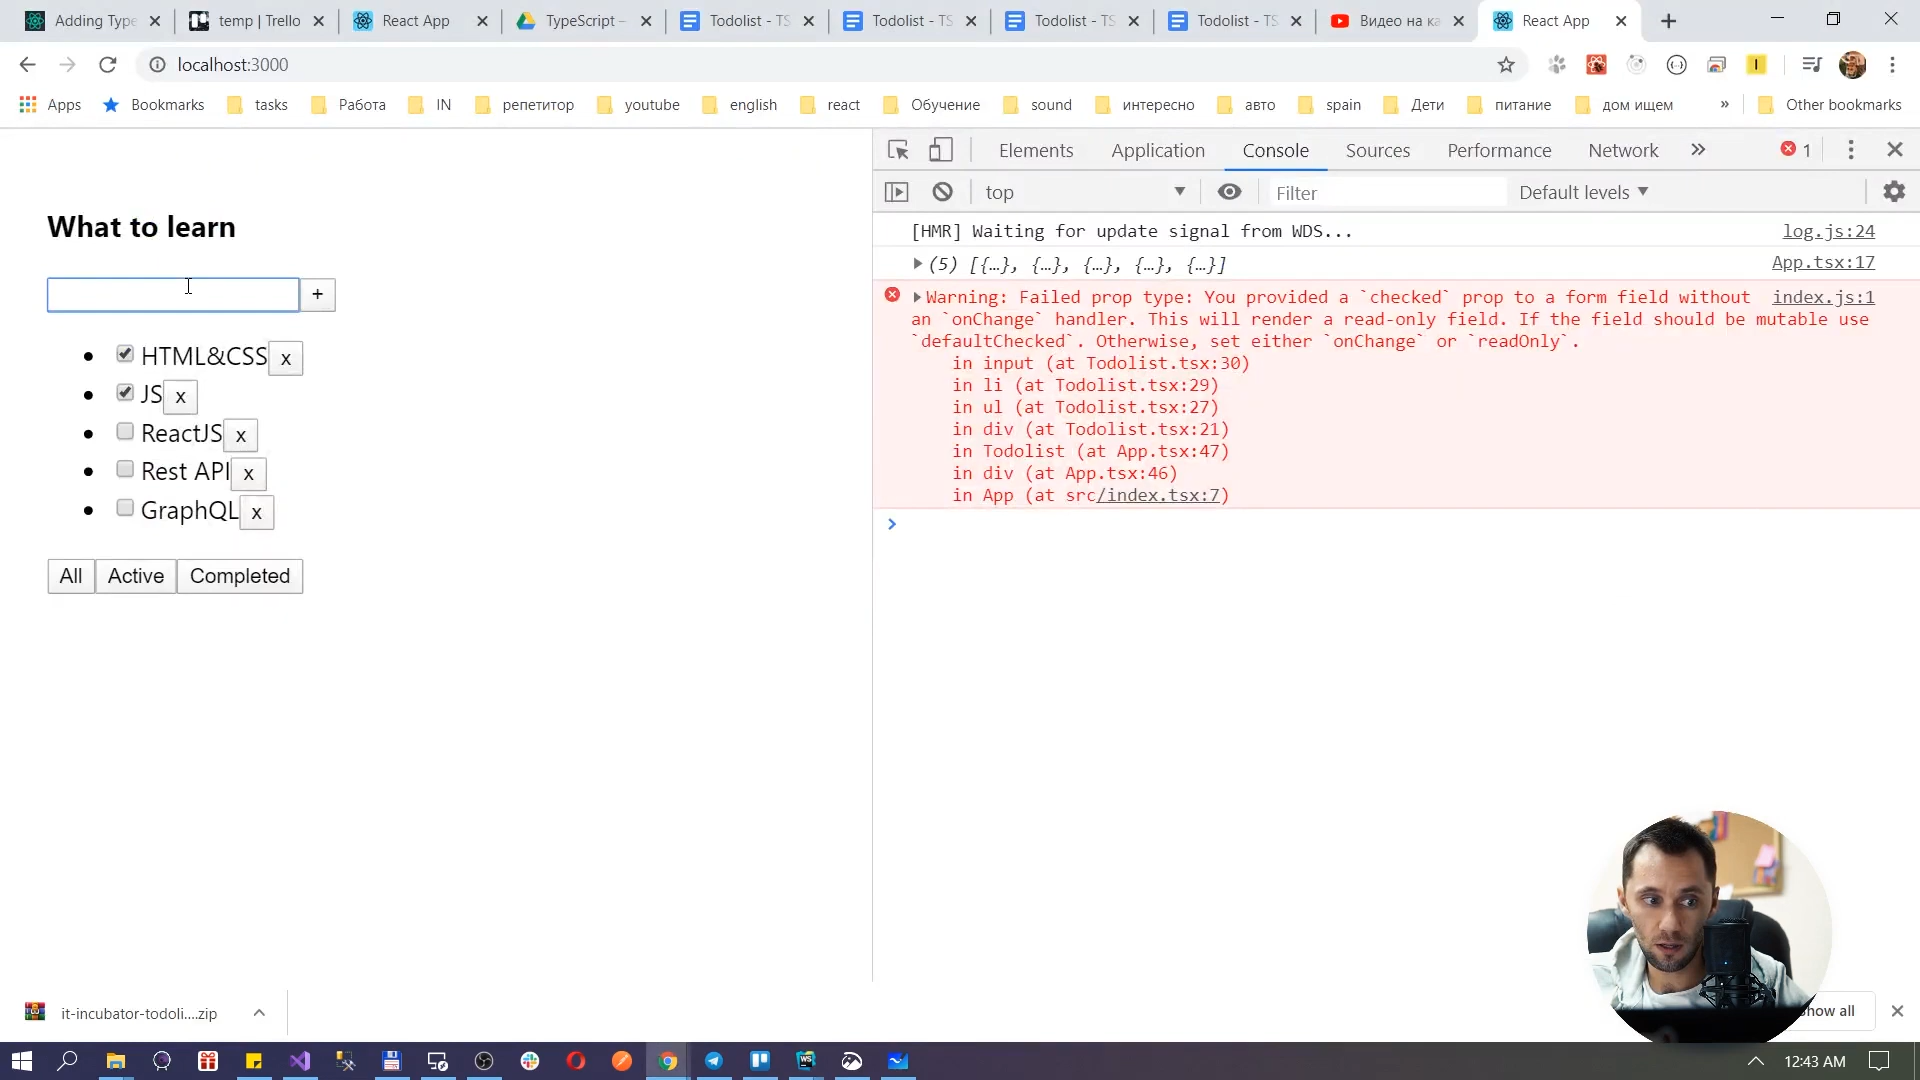 Adding Type
temp | Trello
React App
TypeScript –
Todolist - TS
Todolist - TS
Todolist - TS
Todolist - TS
Видео на ка
React App
localhost:3000
Apps
Bookmarks
tasks
Работа
IN
репетитор
youtube
english
react
Обучение
sound
интересно
авто
spain
Дети
питание
дом ищем
»
Other bookmarks
What to learn
+
HTML&CSS x
JS x
ReactJS x
Rest API x
GraphQL x
All Active Completed
Elements Application Console Sources Performance Network » 1
top Filter Default levels
[HMR] Waiting for update signal from WDS... log.js:24
(5) [{…}, {…}, {…}, {…}, {…}] App.tsx:17
Warning: Failed prop type: You provided a `checked` prop to a form field without index.js:1
an `onChange` handler. This will render a read-only field. If the field should be mutable use
`defaultChecked`. Otherwise, set either `onChange` or `readOnly`.
in input (at Todolist.tsx:30)
in li (at Todolist.tsx:29)
in ul (at Todolist.tsx:27)
in div (at Todolist.tsx:21)
in Todolist (at App.tsx:47)
in div (at App.tsx:46)
in App (at src/index.tsx:7)
it-incubator-todoli....zip
how all
12:43 AM